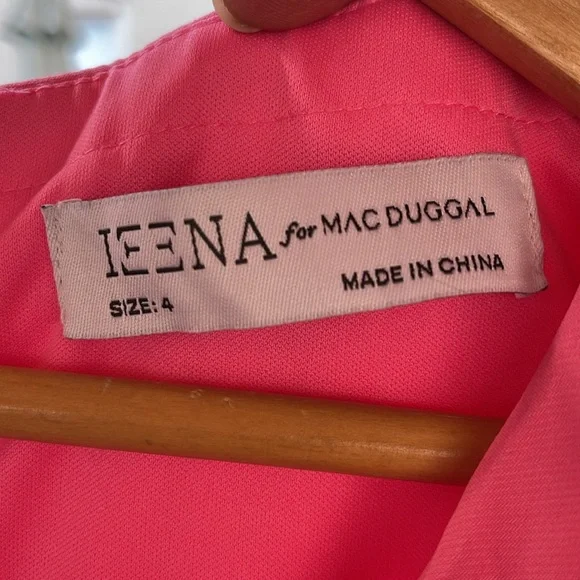 IEENA for MAC DUGGAL
SIZE: 4
MADE IN CHINA